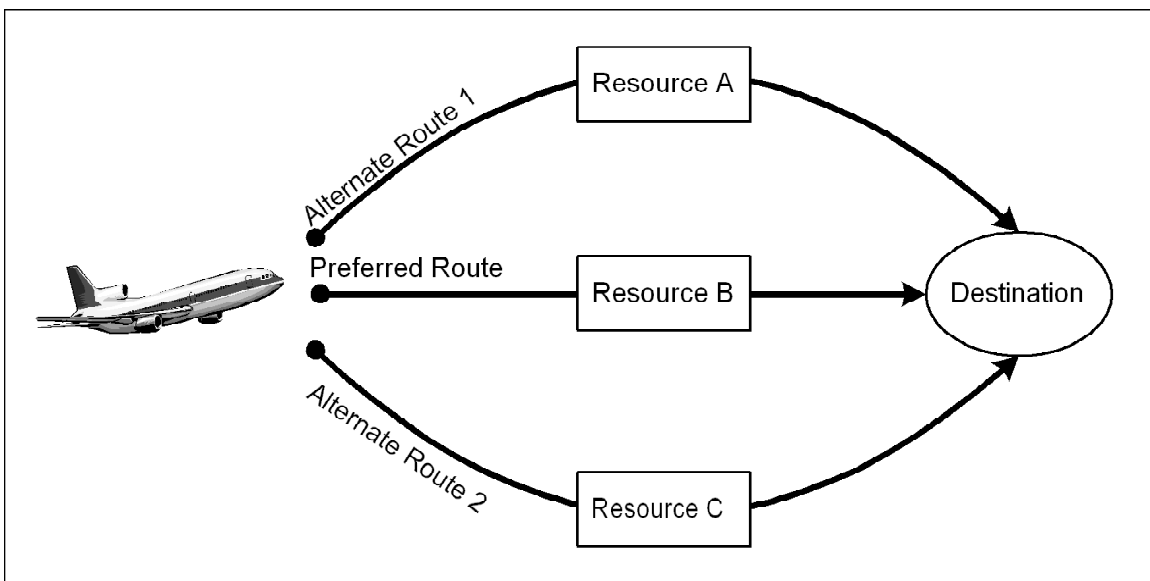 Alternate Route 1
Resource A
Preferred Route
Resource B
Destination
Alternate Route 2
Resource C